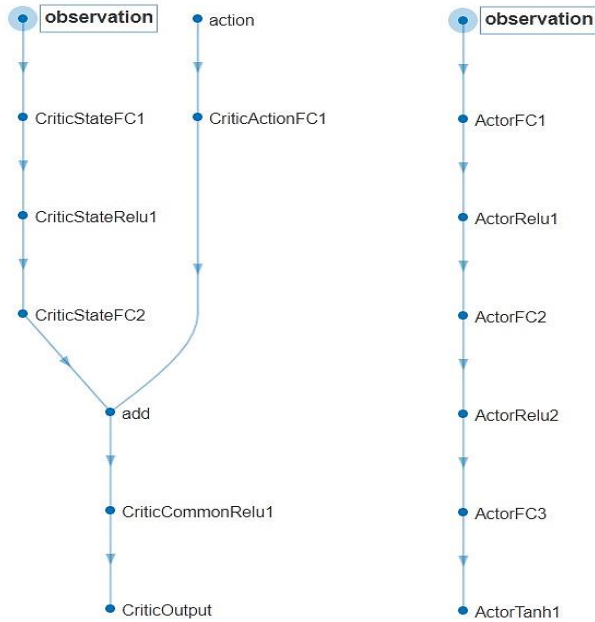 observation
action
CriticStateFC1
CriticActionFC1
CriticStateRelu1
CriticStateFC2
add
CriticCommonRelu1
CriticOutput
observation
ActorFC1
ActorRelu1
ActorFC2
ActorRelu2
ActorFC3
ActorTanh1